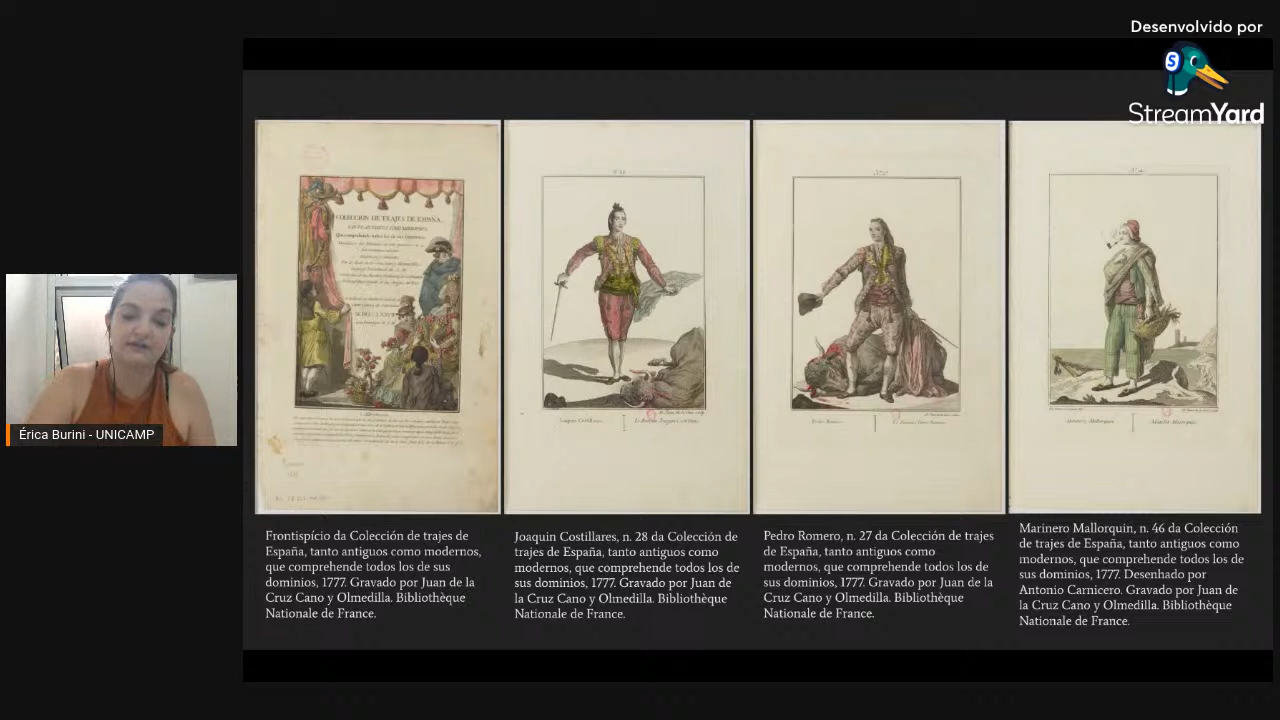 Desenvolvido por
StreamYard
Érica Burini - UNICAMP
COLECCION DE TRAJES DE ESPAÑA,
Frontispício da Colección de trajes de
España, tanto antiguos como modernos,
que comprehende todos los de sus
dominios, 1777. Gravado por Juan de la
Cruz Cano y Olmedilla. Bibliothèque
Nationale de France.
Joaquin Costillares, n. 28 da Colección de
trajes de España, tanto antiguos como
modernos, que comprehende todos los de
sus dominios, 1777. Gravado por Juan de
la Cruz Cano y Olmedilla. Bibliothèque
Nationale de France.
Pedro Romero, n. 27 da Colección de trajes
de España, tanto antiguos como
modernos, que comprehende todos los de
sus dominios, 1777. Gravado por Juan de
la Cruz Cano y Olmedilla. Bibliothèque
Nationale de France.
Marinero Mallorquin, n. 46 da Colección
de trajes de España, tanto antiguos como
modernos, que comprehende todos los de
sus dominios, 1777. Desenhado por
Antonio Carnicero. Gravado por Juan de
la Cruz Cano y Olmedilla. Bibliothèque
Nationale de France.